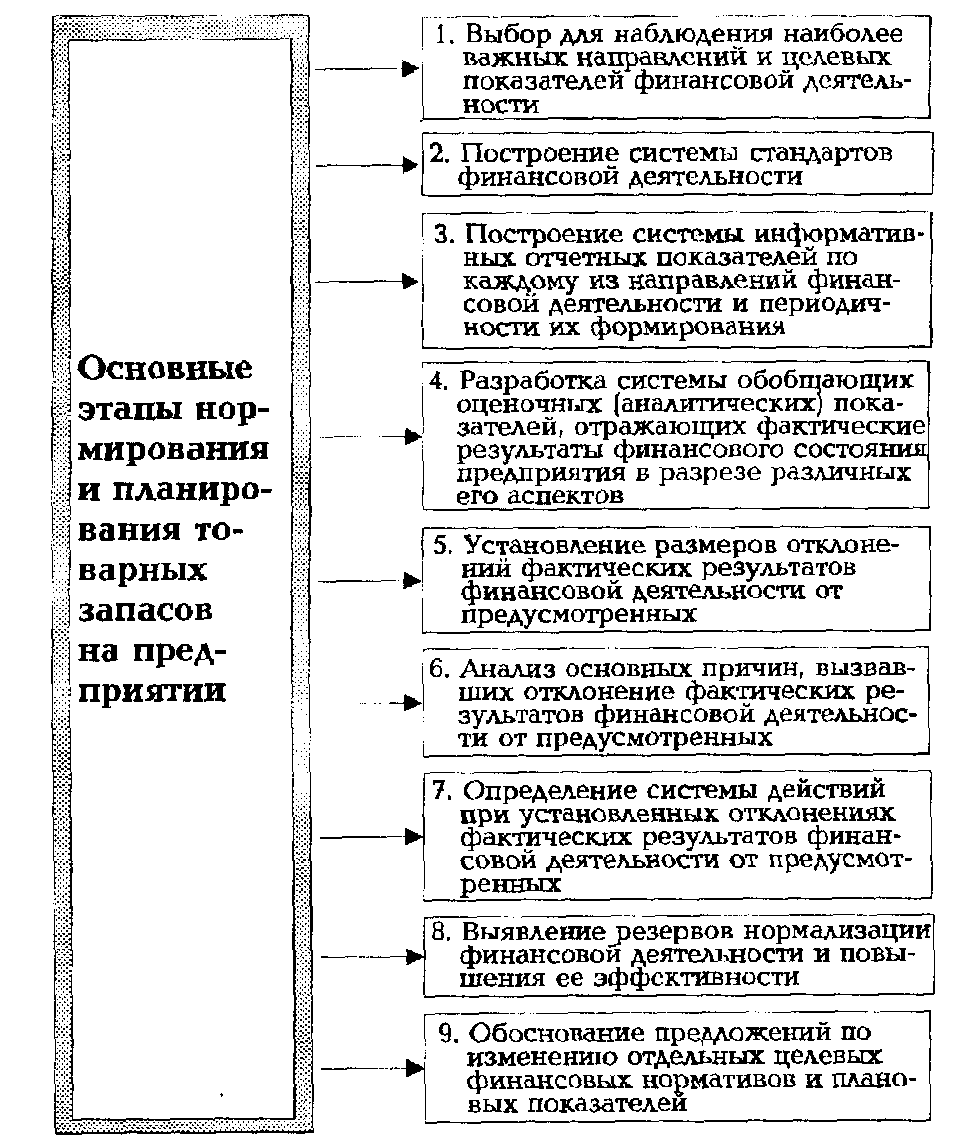 Основные
этапы нор-
мирования
и планиро-
вания то-
варных
запасов
на пред-
приятии
1. Выбор для наблюдения наиболее
важных направлений и целевых
показателей финансовой деятель-
ности
2. Построение системы стандартов
финансовой деятельности
3. Построение системы информатив-
ных отчетных показателей по
каждому из направлений финан-
совой деятельности и периодич-
ности их формирования
4. Разработка системы обобщающих
оценочных (аналитических) пока-
зателей, отражающих фактические
результаты финансового состояния
предприятия в разрезе различных
его аспектов
5. Установление размеров отклоне-
ний фактических результатов
финансовой деятельности от
предусмотренных
6. Анализ основных причин, вызвав-
ших отклонение фактических ре-
зультатов финансовой деятельнос-
ти от предусмотренных
7. Определение системы действий
при установленных отклонениях
фактических результатов финан-
совой деятельности от предусмот-
ренных
8. Выявление резервов нормализации
финансовой деятельности и повы-
шения ее эффективности
9. Обоснование предложений по
изменению отдельных целевых
финансовых нормативов и плано-
вых показателей